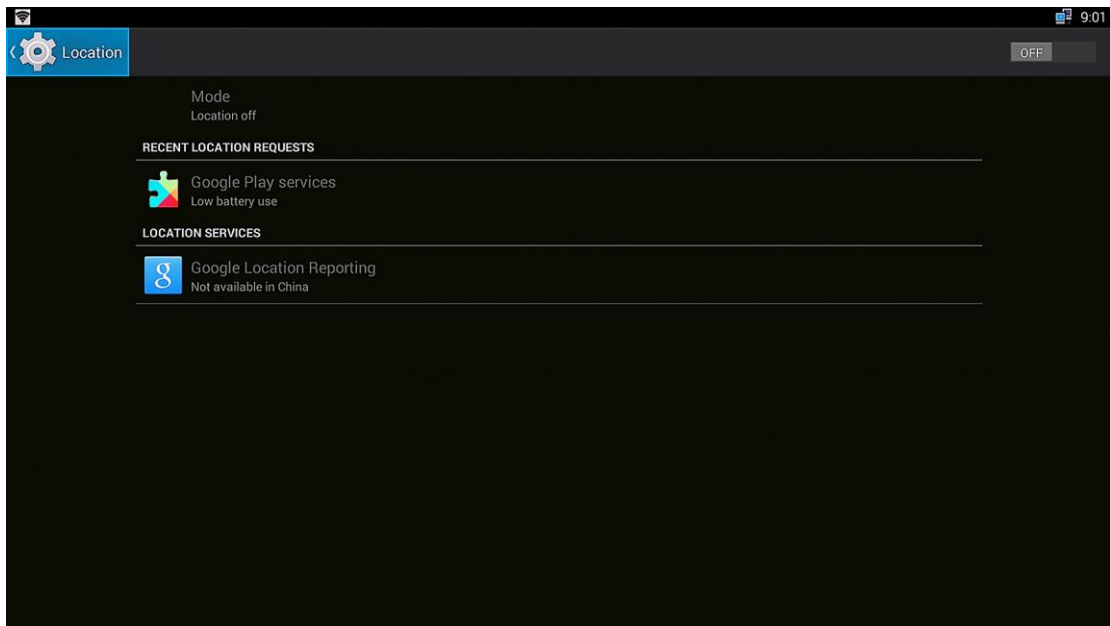 9:01
Location
OFF
Mode
Location off
RECENT LOCATION REQUESTS
Google Play services
Low battery use
LOCATION SERVICES
g
Google Location Reporting
Not available in China